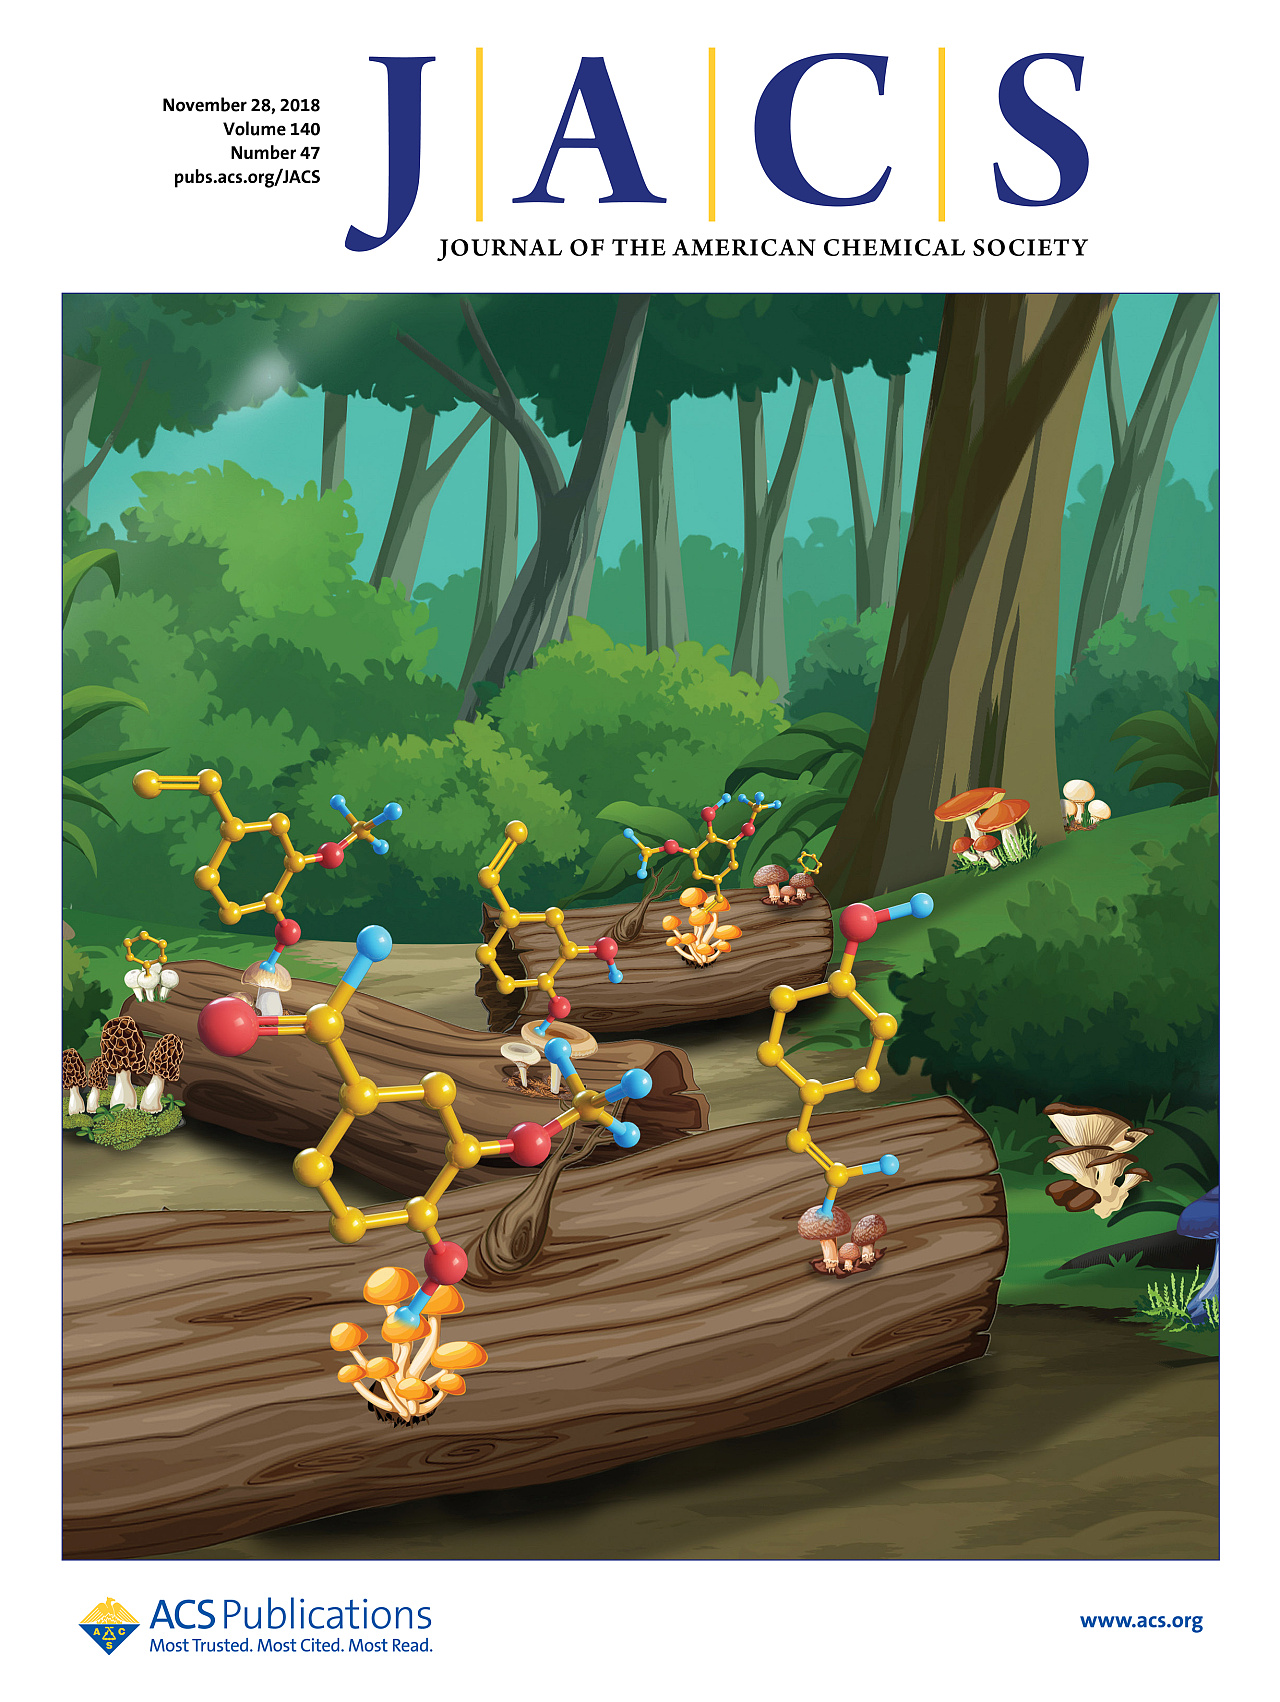 November 28, 2018
Volume 140
Number 47
pubs.acs.org/JACS
J|A|C|S
JOURNAL OF THE AMERICAN CHEMICAL SOCIETY
A C S
ACS Publications
Most Trusted. Most Cited. Most Read.
www.acs.org